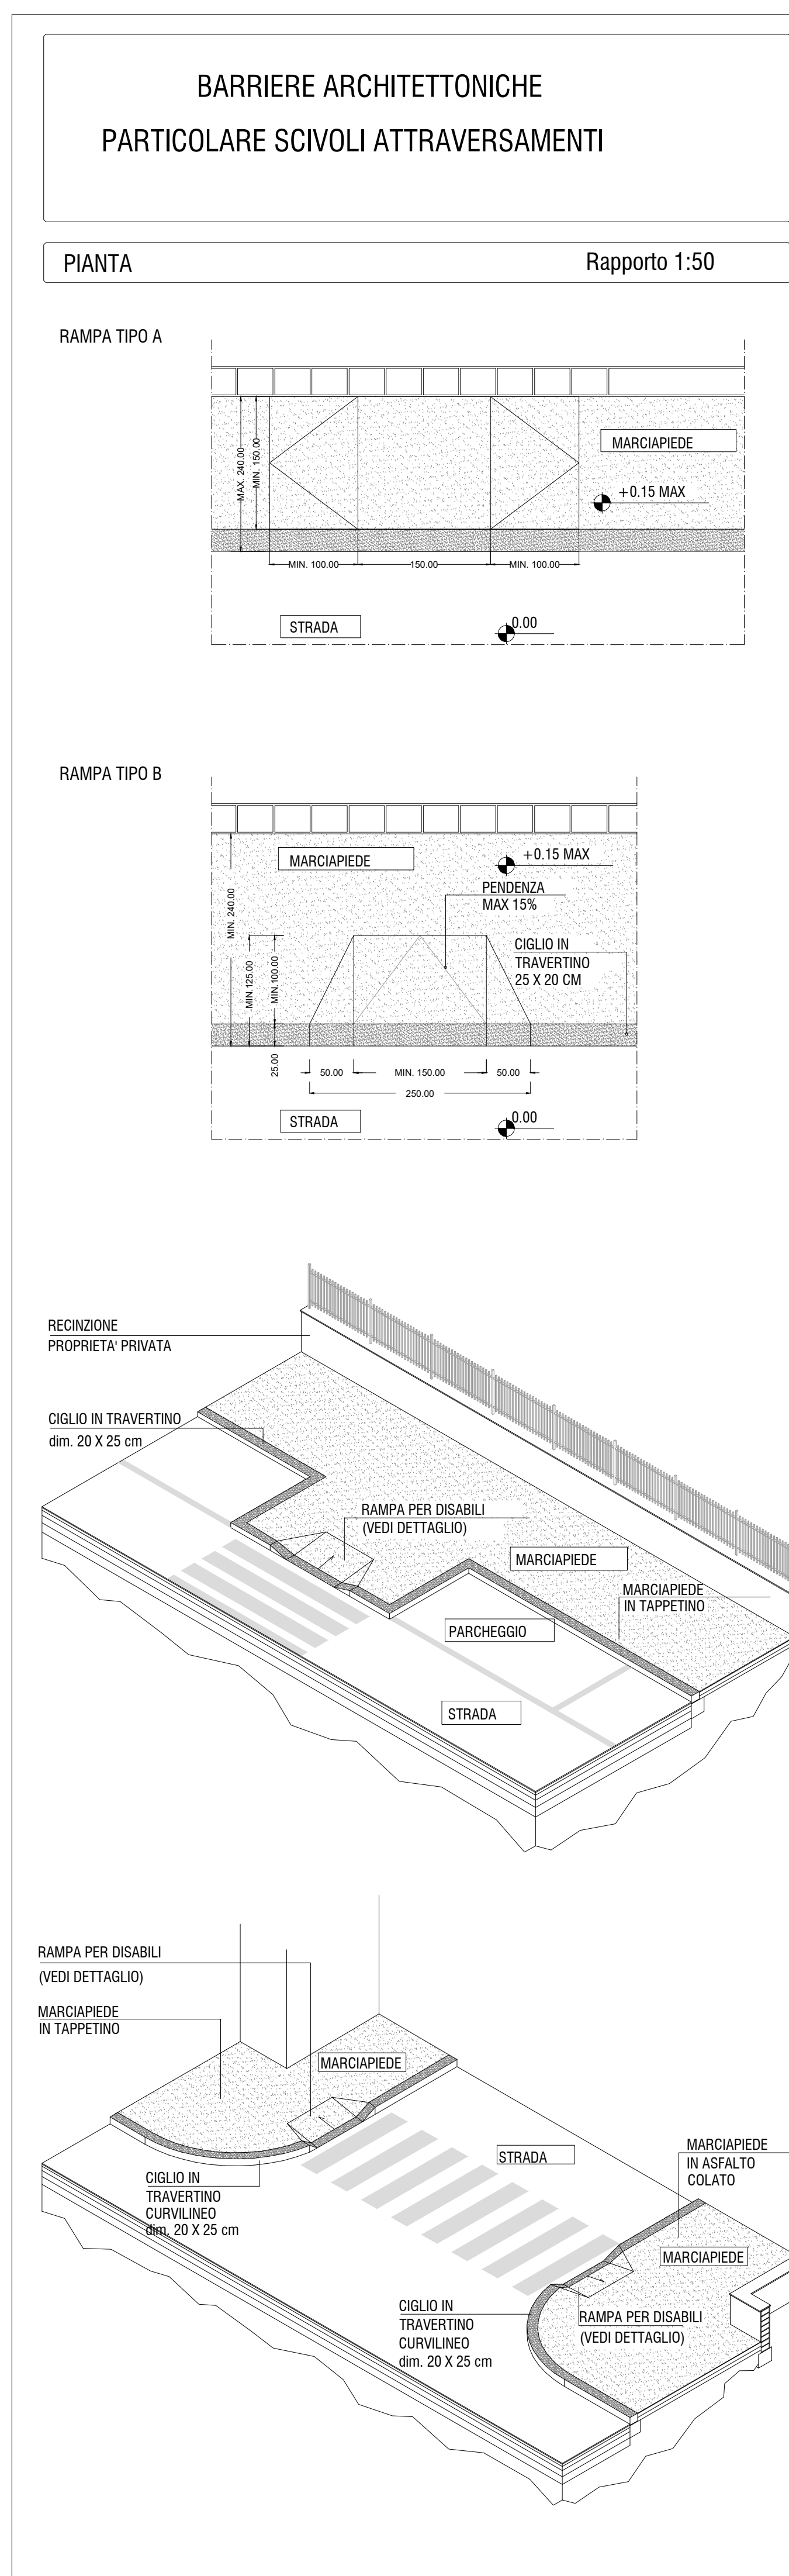 BARRIERE ARCHITETTONICHE
PARTICOLARE SCIVOLI ATTRAVERSAMENTI
PIANTA
Rapporto 1:50
RAMPA TIPO A
MAX. 240.00
MIN. 150.00
MARCIAPIEDE
+0.15 MAX
MIN. 100.00
150.00
MIN. 100.00
STRADA
0.00
RAMPA TIPO B
MARCIAPIEDE
+0.15 MAX
PENDENZA
MAX 15%
MIN. 240.00
MIN.125.00
MIN.100.00
CIGLIO IN
TRAVERTINO
25 X 20 CM
25.00
50.00
MIN. 150.00
50.00
250.00
STRADA
0.00
RECINZIONE
PROPRIETA' PRIVATA
CIGLIO IN TRAVERTINO
dim. 20 X 25 cm
RAMPA PER DISABILI
(VEDI DETTAGLIO)
MARCIAPIEDE
MARCIAPIEDE
IN TAPPETINO
PARCHEGGIO
STRADA
RAMPA PER DISABILI
(VEDI DETTAGLIO)
MARCIAPIEDE
IN TAPPETINO
MARCIAPIEDE
STRADA
MARCIAPIEDE
IN ASFALTO
COLATO
CIGLIO IN
TRAVERTINO
CURVILINEO
dim. 20 X 25 cm
MARCIAPIEDE
CIGLIO IN
TRAVERTINO
CURVILINEO
dim. 20 X 25 cm
RAMPA PER DISABILI
(VEDI DETTAGLIO)